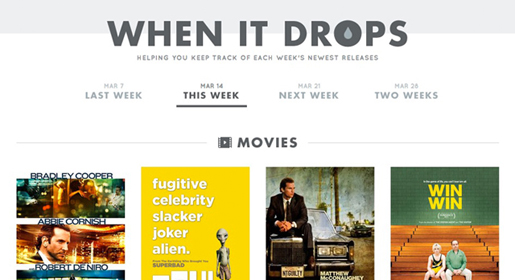 WHEN IT DROPS
HELPING YOU KEEP TRACK OF EACH WEEK'S NEWEST RELEASES
MAR 7
LAST WEEK
MAR 14
THIS WEEK
MAR 21
NEXT WEEK
MAR 28
TWO WEEKS
MOVIES
BRADLEY COOPER
ABBIE CORNISH
ROBERT DE NIRO
fugitive
celebrity
slacker
joker
alien.
SUPERBAD
MATTHEW
McCONAUGHEY
WIN
WIN